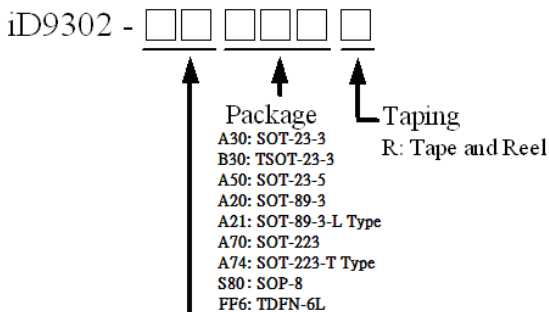 iD9302 -
Package
A30: SOT-23-3
B30: TSOT-23-3
A50: SOT-23-5
A20: SOT-89-3
A21: SOT-89-3-L Type
A70: SOT-223
A74: SOT-223-T Type
S80: SOP-8
FF6: TDFN-6L
Taping
R: Tape and Reel